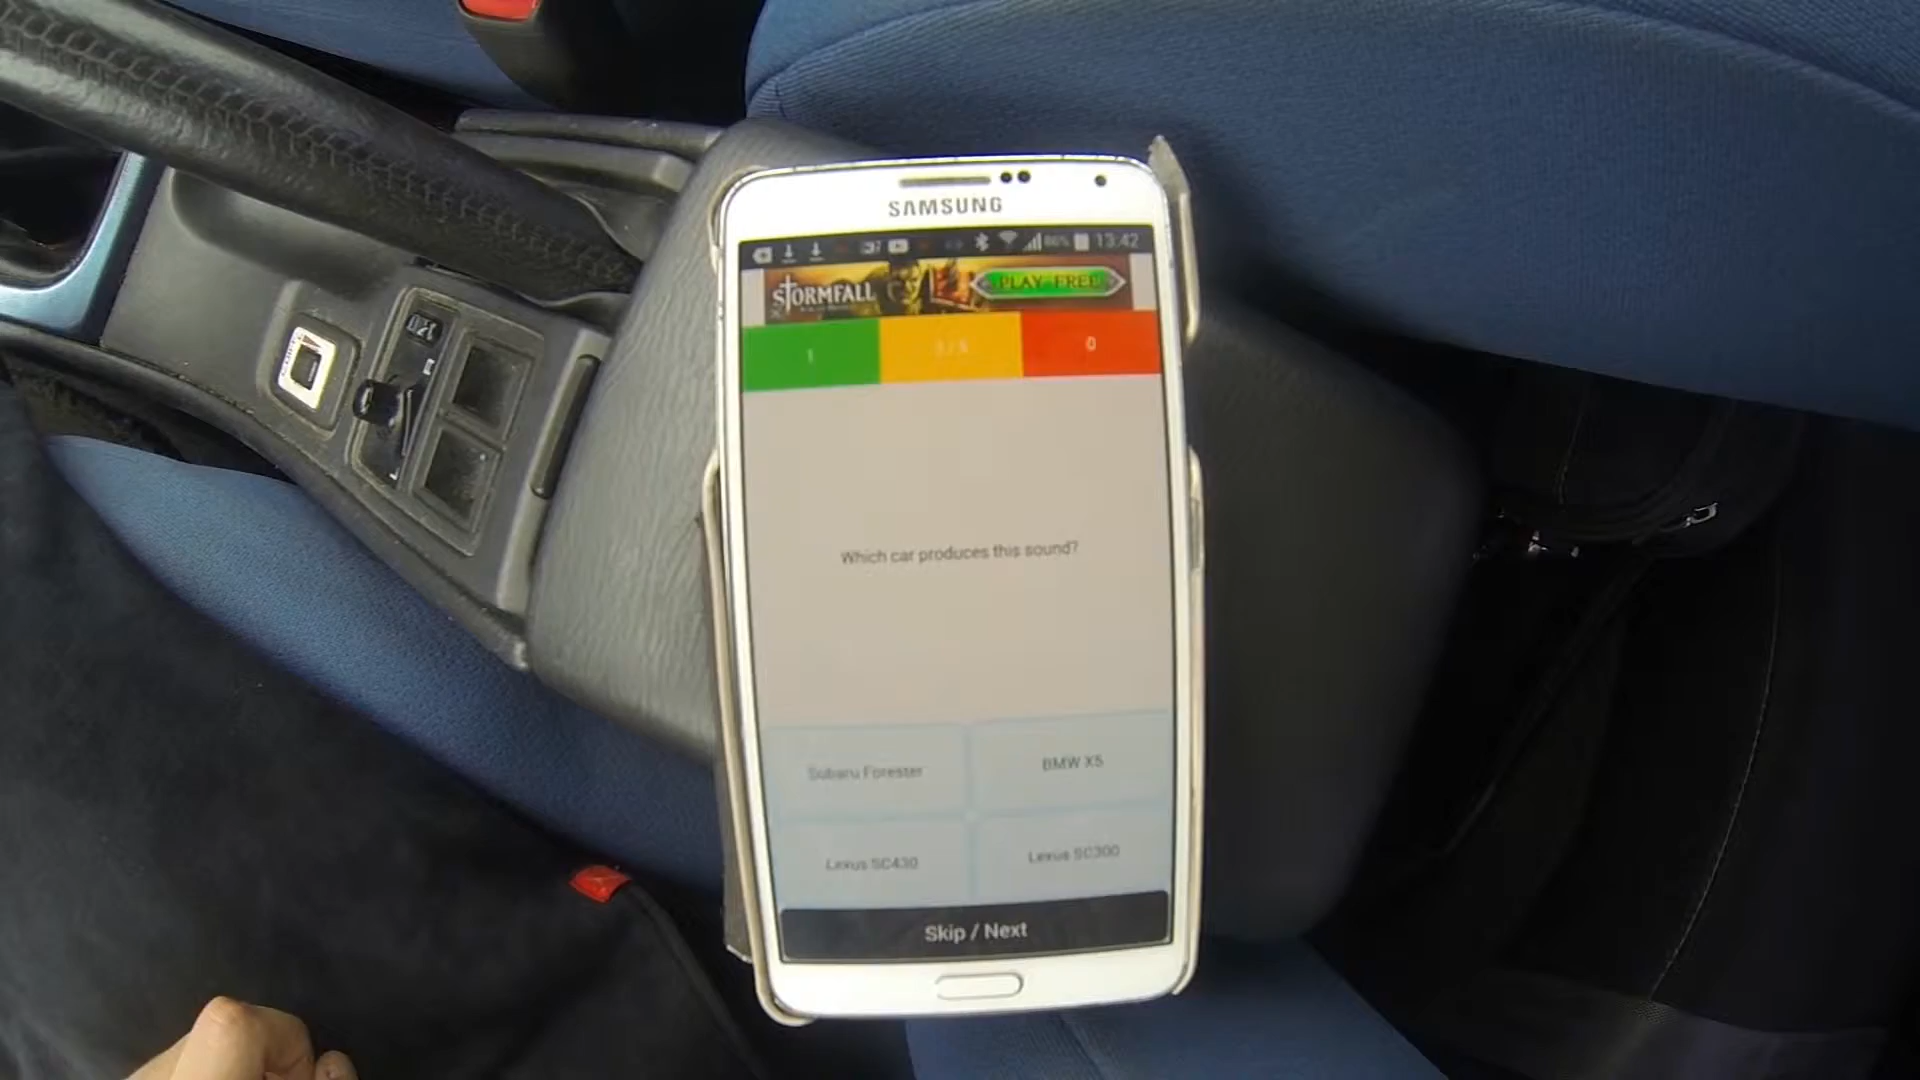 SAMSUNG
86% 13:42
STORMFALL
PLAY FREE
1
0
Which car produces this sound?
Subaru Forester
BMW X5
Lexus SC430
Lexus SC300
Skip / Next